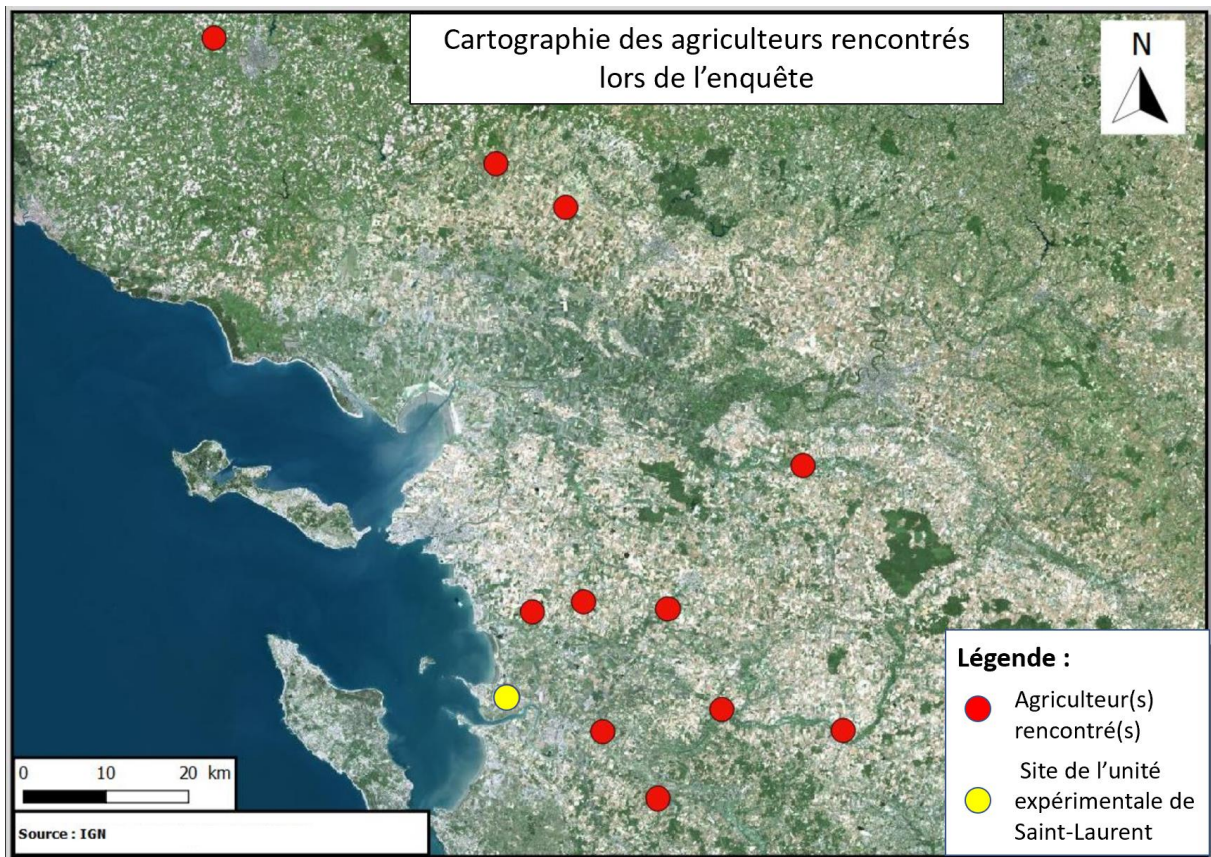 Cartographie des agriculteurs rencontrés
lors de l'enquête
N
Légende :
Agriculteur(s)
rencontré(s)
Site de l'unité
expérimentale de
Saint-Laurent
0 10 20 km
Source : IGN